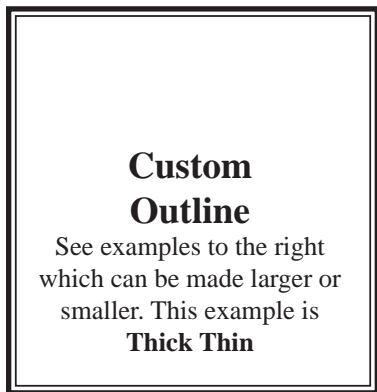 Custom
Outline
See examples to the right
which can be made larger or
smaller. This example is
Thick Thin